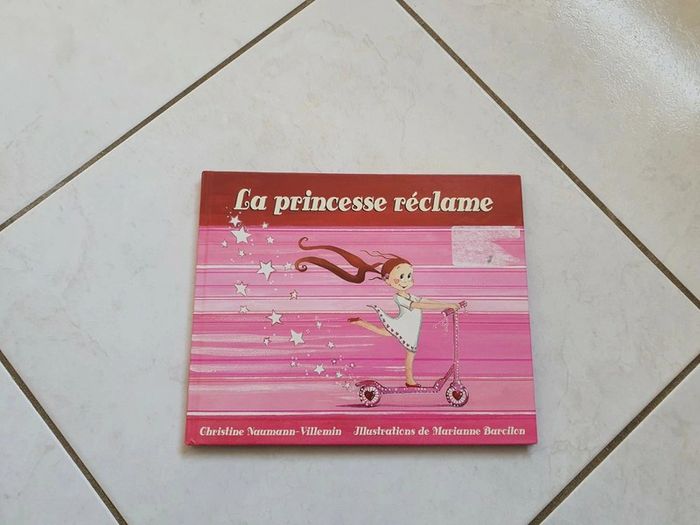 La princesse réclame
Christine Naumann-Villemin Illustrations de Marianne Barcilon